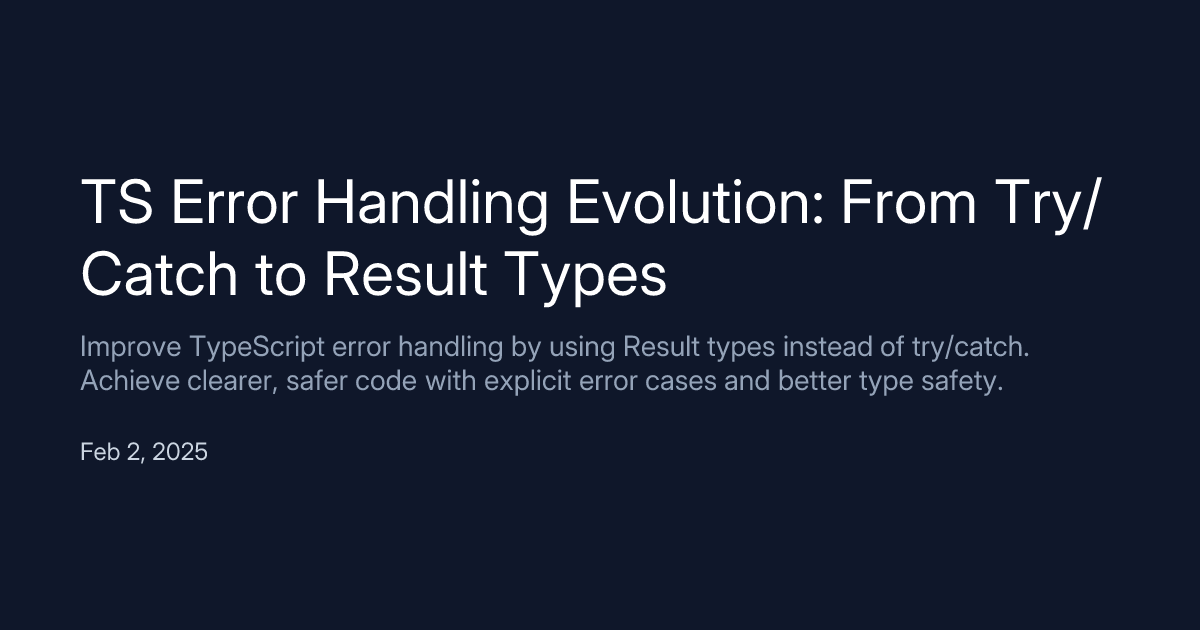 TS Error Handling Evolution: From Try/
Catch to Result Types
Improve TypeScript error handling by using Result types instead of try/catch.
Achieve clearer, safer code with explicit error cases and better type safety.
Feb 2, 2025